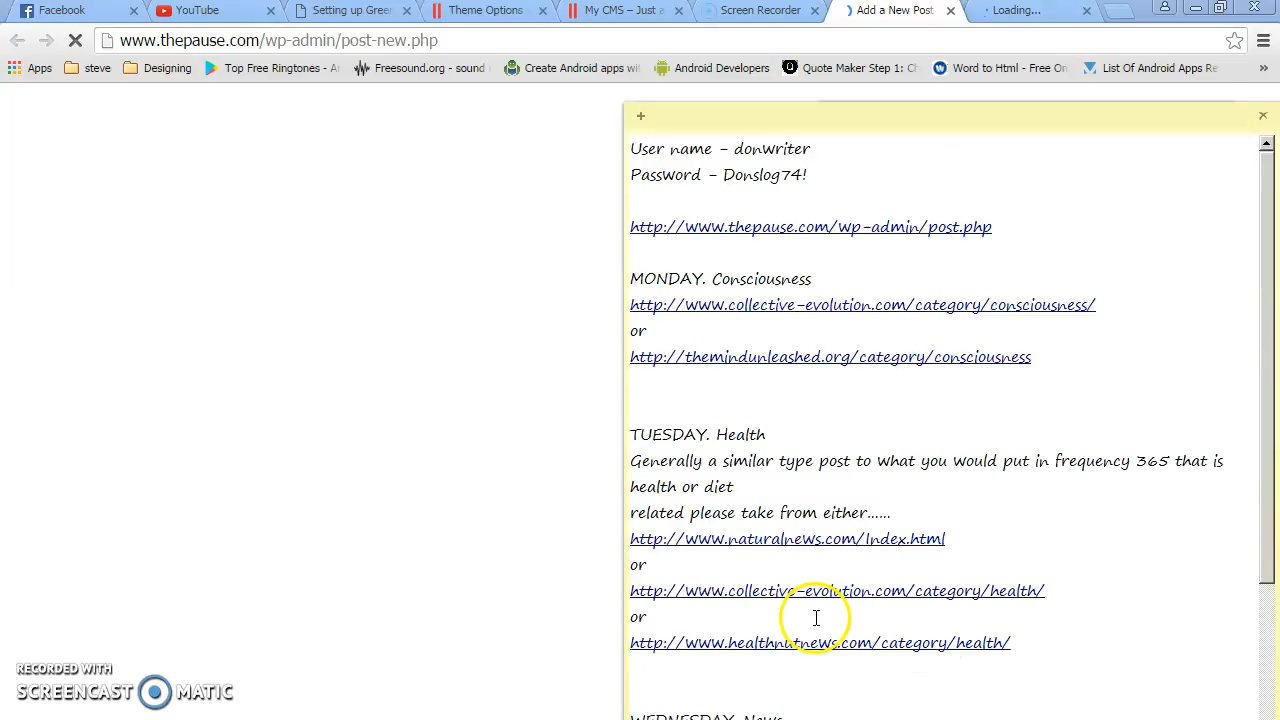 Facebook
YouTube
Setting up Green
Theme Options
My CMS – Just a
Screen Recorder
Add a New Post
Loading...
www.thepause.com/wp-admin/post-new.php
Apps
steve
Designing
Top Free Ringtones - A
Freesound.org - sound
Create Android apps wi
Android Developers
Quote Maker Step 1: C
Word to Html - Free On
List Of Android Apps Re
»
+
User name - donwriter
Password - Donslog74!
http://www.thepause.com/wp-admin/post.php
MONDAY. Consciousness
http://www.collective-evolution.com/category/consciousness/
or
http://themindunleashed.org/category/consciousness
TUESDAY. Health
Generally a similar type post to what you would put in frequency 365 that is
health or diet
related please take from either......
http://www.naturalnews.com/Index.html
or
http://www.collective-evolution.com/category/health/
or
http://www.healthnutnews.com/category/health/
WEDNESDAY. News
RECORDED WITH
SCREENCAST MATIC